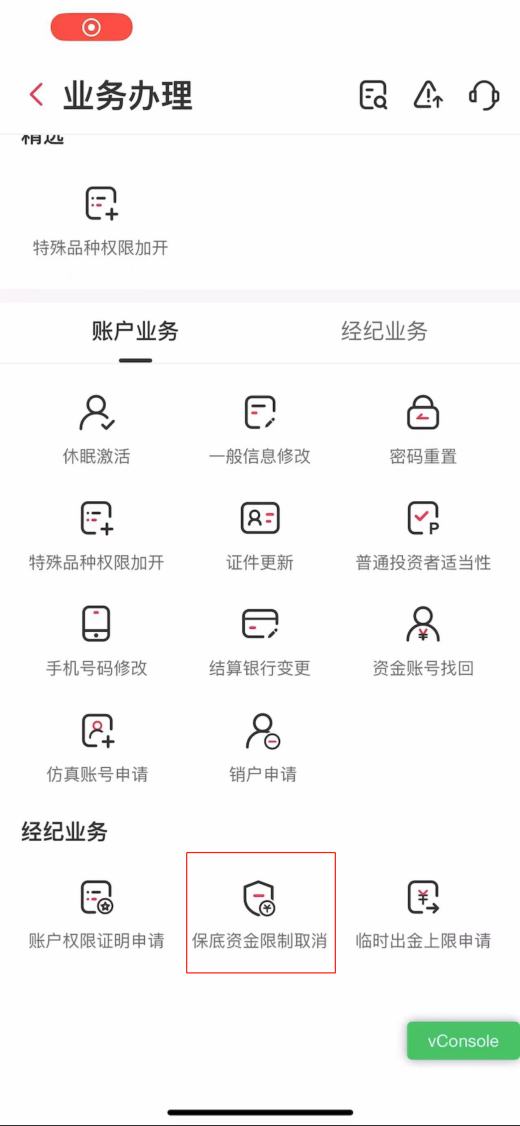 业务办理
精选
特殊品种权限加开
账户业务 经纪业务
休眠激活 一般信息修改 密码重置
特殊品种权限加开 证件更新 普通投资者适当性
手机号码修改 结算银行变更 资金账号找回
仿真账号申请 销户申请
经纪业务
账户权限证明申请 保底资金限制取消 临时出金上限申请
vConsole